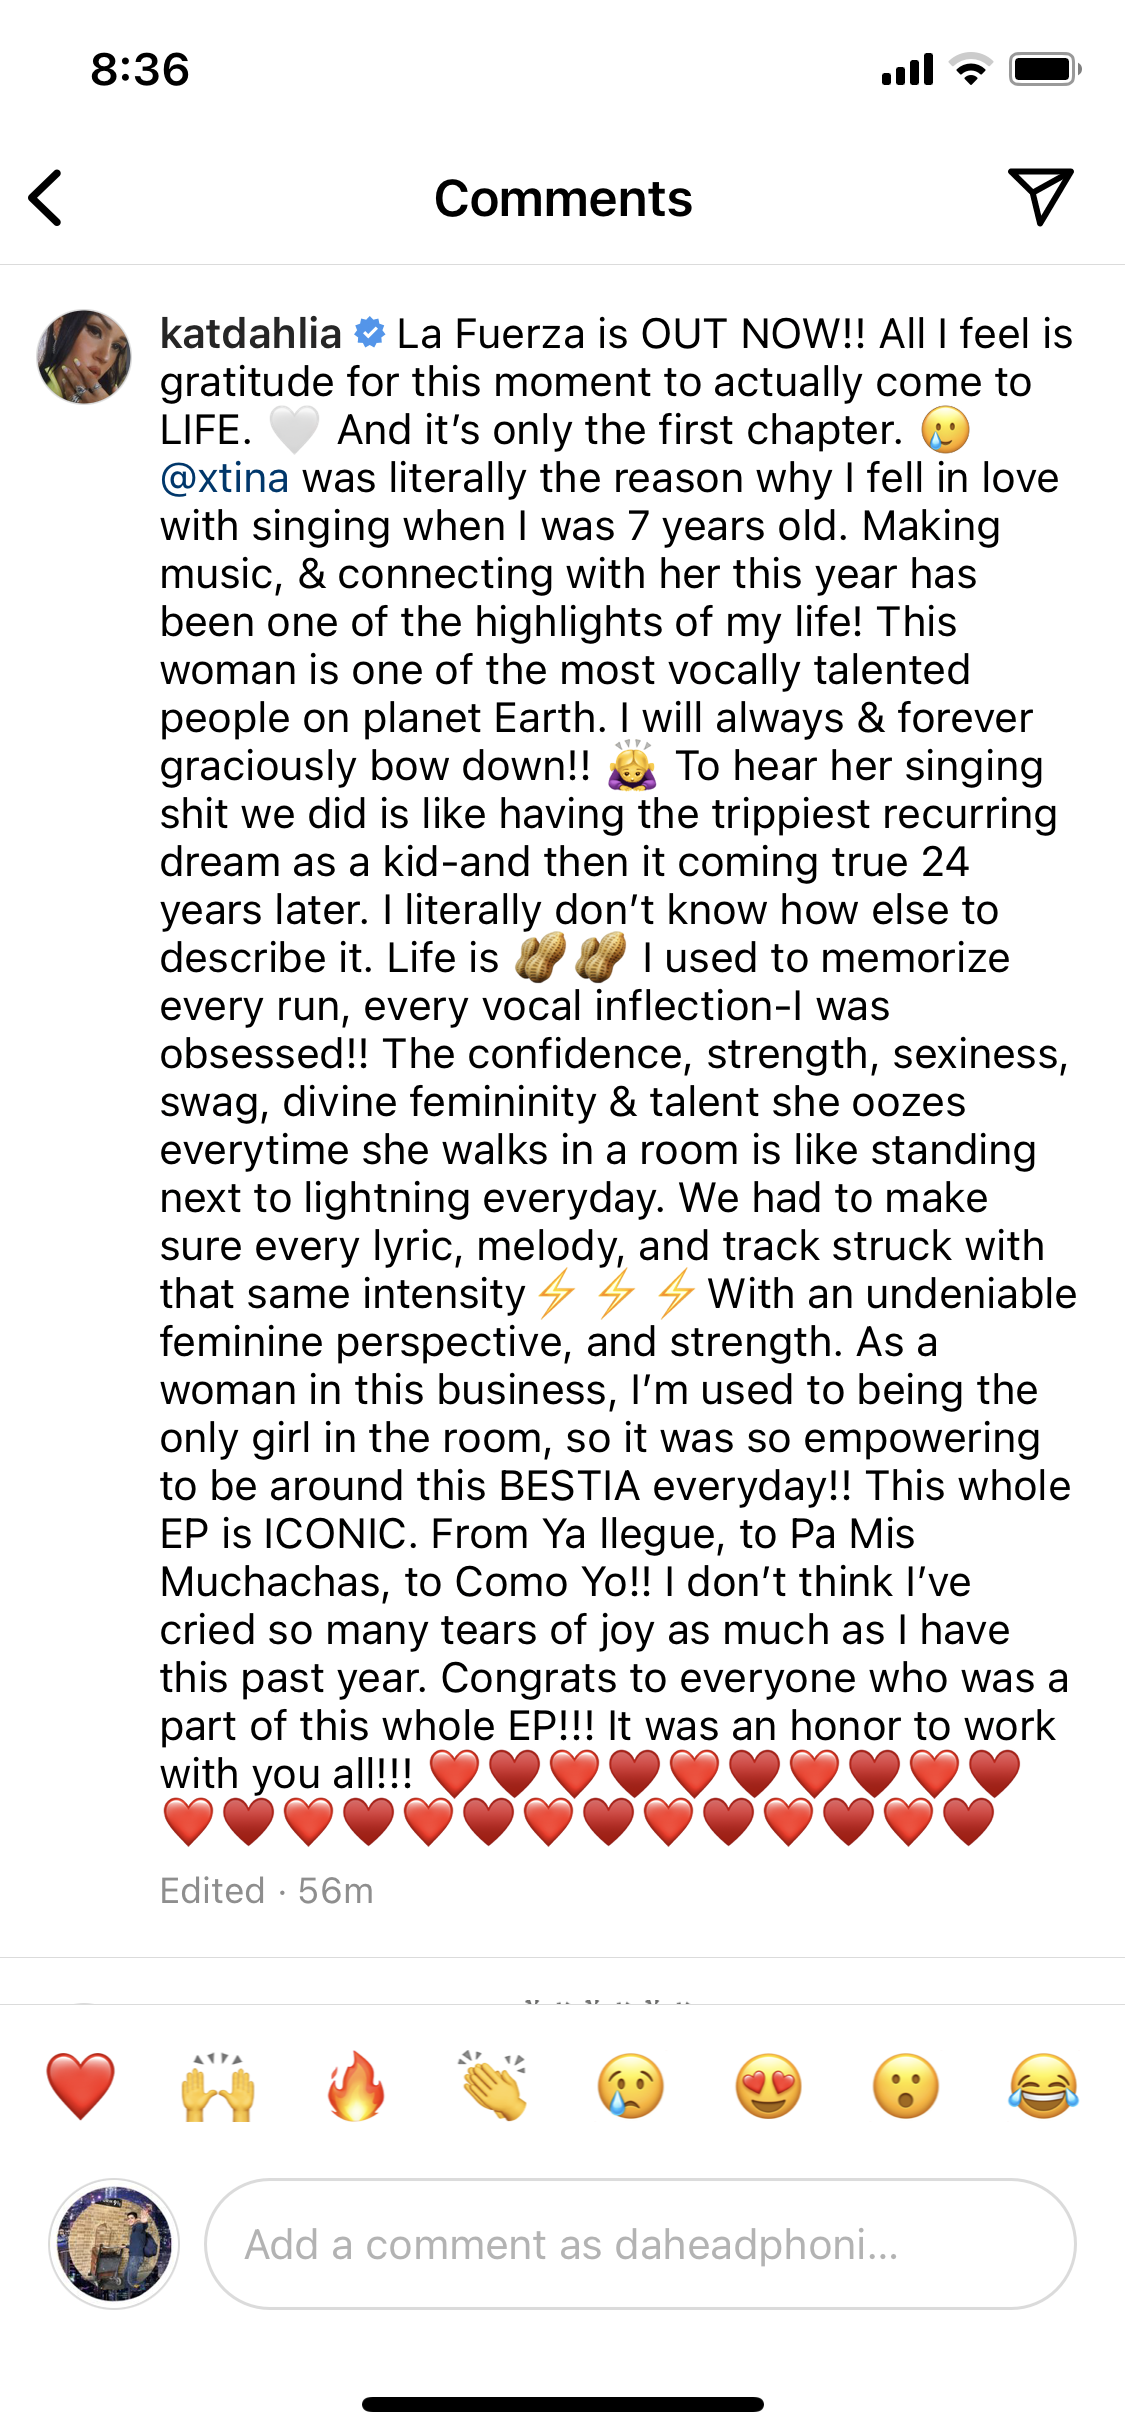 8:36
Comments
katdahlia La Fuerza is OUT NOW!! All I feel is
gratitude for this moment to actually come to
LIFE. 🤍 And it’s only the first chapter. 🥲
@xtina was literally the reason why I fell in love
with singing when I was 7 years old. Making
music, & connecting with her this year has
been one of the highlights of my life! This
woman is one of the most vocally talented
people on planet Earth. I will always & forever
graciously bow down!! 🙇‍♀️ To hear her singing
shit we did is like having the trippiest recurring
dream as a kid-and then it coming true 24
years later. I literally don’t know how else to
describe it. Life is 🥜🥜 I used to memorize
every run, every vocal inflection-I was
obsessed!! The confidence, strength, sexiness,
swag, divine femininity & talent she oozes
everytime she walks in a room is like standing
next to lightning everyday. We had to make
sure every lyric, melody, and track struck with
that same intensity ⚡️ ⚡️ ⚡️ With an undeniable
feminine perspective, and strength. As a
woman in this business, I’m used to being the
only girl in the room, so it was so empowering
to be around this BESTIA everyday!! This whole
EP is ICONIC. From Ya llegue, to Pa Mis
Muchachas, to Como Yo!! I don’t think I’ve
cried so many tears of joy as much as I have
this past year. Congrats to everyone who was a
part of this whole EP!!! It was an honor to work
with you all!!! ❤️♥️❤️♥️❤️♥️❤️♥️❤️♥️
❤️♥️❤️♥️❤️♥️❤️♥️❤️♥️❤️♥️❤️♥️
Edited · 56m
❤️ 🙌 🔥 👏 😢 😍 😮 😂
Add a comment as daheadphoni...